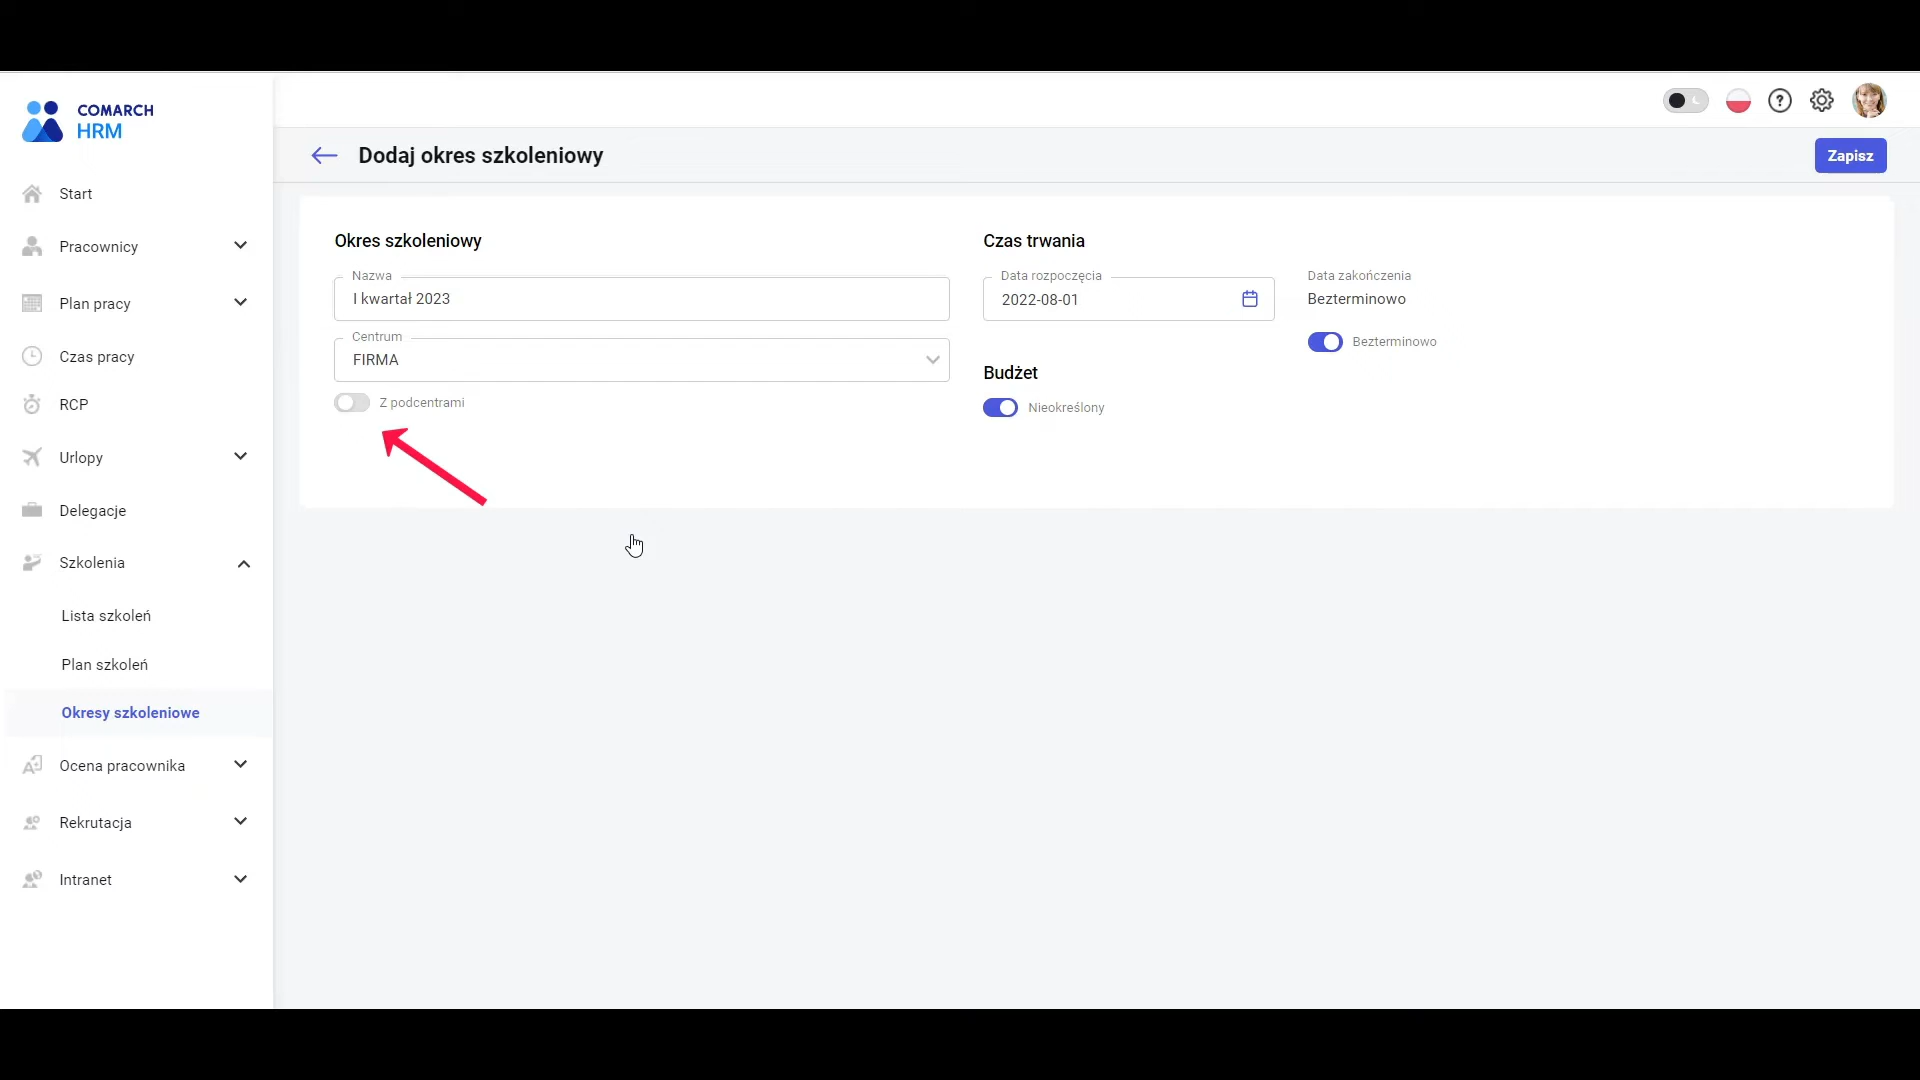 COMARCH
HRM
Start
Pracownicy
Plan pracy
Czas pracy
RCP
Urlopy
Delegacje
Szkolenia
Lista szkoleń
Plan szkoleń
Okresy szkoleniowe
Ocena pracownika
Rekrutacja
Intranet
Dodaj okres szkoleniowy
Zapisz
Okres szkoleniowy
Nazwa
I kwartał 2023
Centrum
FIRMA
Z podcentrami
Czas trwania
Data rozpoczęcia
2022-08-01
Data zakończenia
Bezterminowo
Bezterminowo
Budżet
Nieokreślony